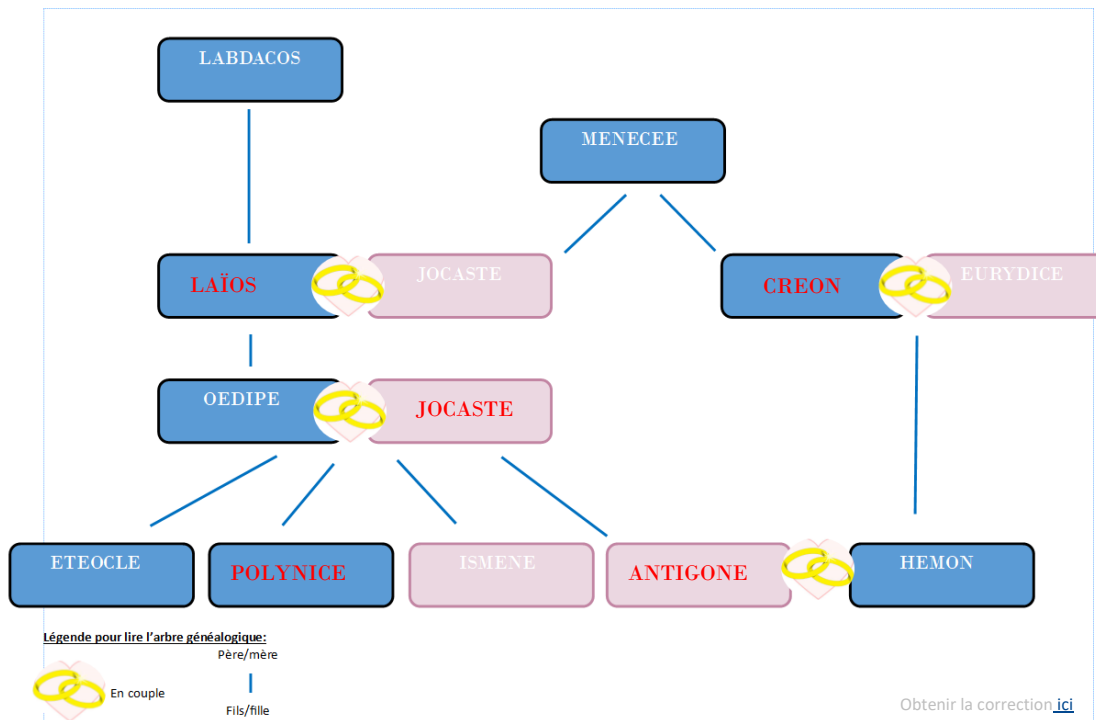 LABDACOS
MENECEE
LAÏOS
JOCASTE
CREON
EURYDICE
OEDIPE
JOCASTE
ETEOCLE
POLYNICE
ISMENE
ANTIGONE
HEMON
Légende pour lire l’arbre généalogique:
Père/mère
En couple
Fils/fille
Obtenir la correction ici